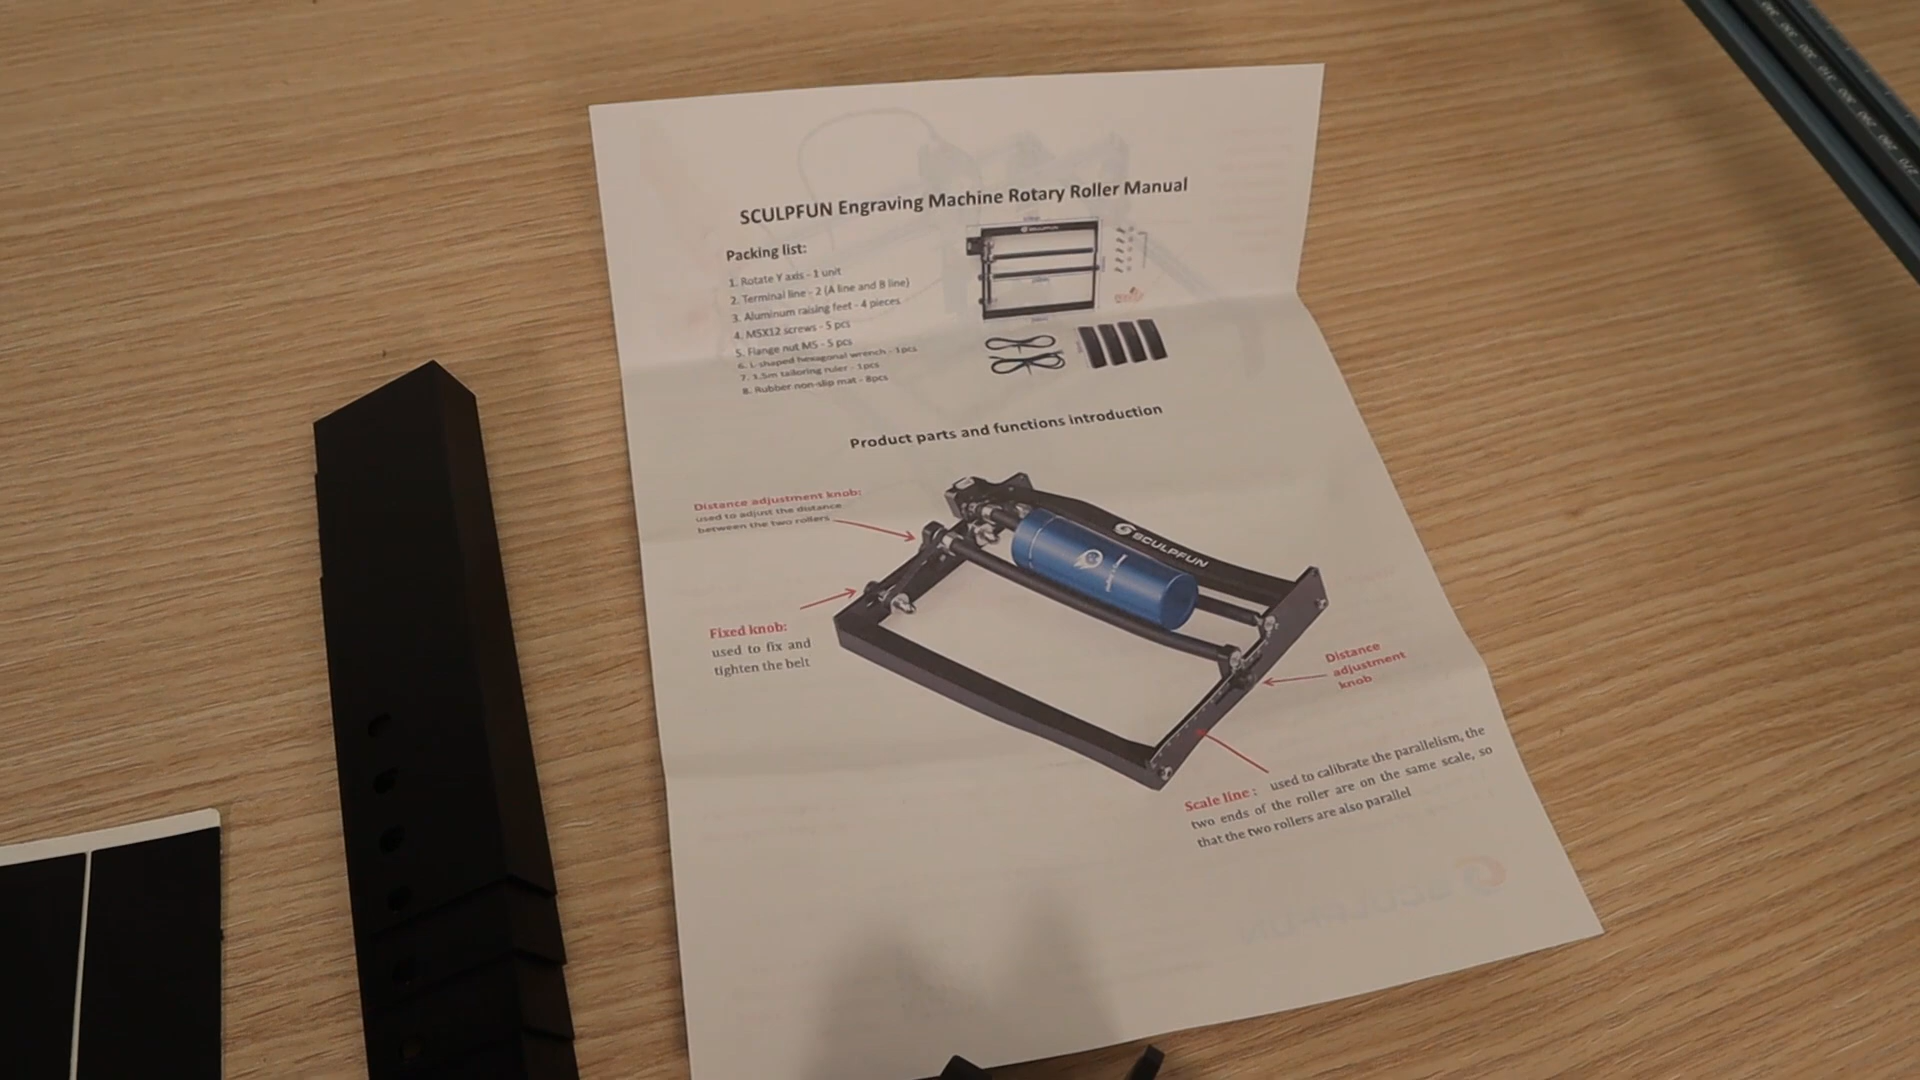 SCULPFUN Engraving Machine Rotary Roller Manual
Packing list:
1. Rotate Y axis - 1 unit
2. Terminal line - 2 (A line and B line)
3. Aluminum raising feet - 4 pieces
4. M5X12 screws - 5 pcs
5. Flange nut M5 - 5 pcs
6. L-shaped hexagonal wrench - 1pcs
7. 1.5m tailoring ruler - 1pcs
8. Rubber non-slip mat - 8pcs
SCULPFUN
Product parts and functions introduction
Distance adjustment knob:
used to adjust the distance
between the two rollers
SCULPFUN
Fixed knob:
used to fix and
tighten the belt
Distance
adjustment
knob
Scale line: used to calibrate the parallelism, the
two ends of the roller are on the same scale, so
that the two rollers are also parallel